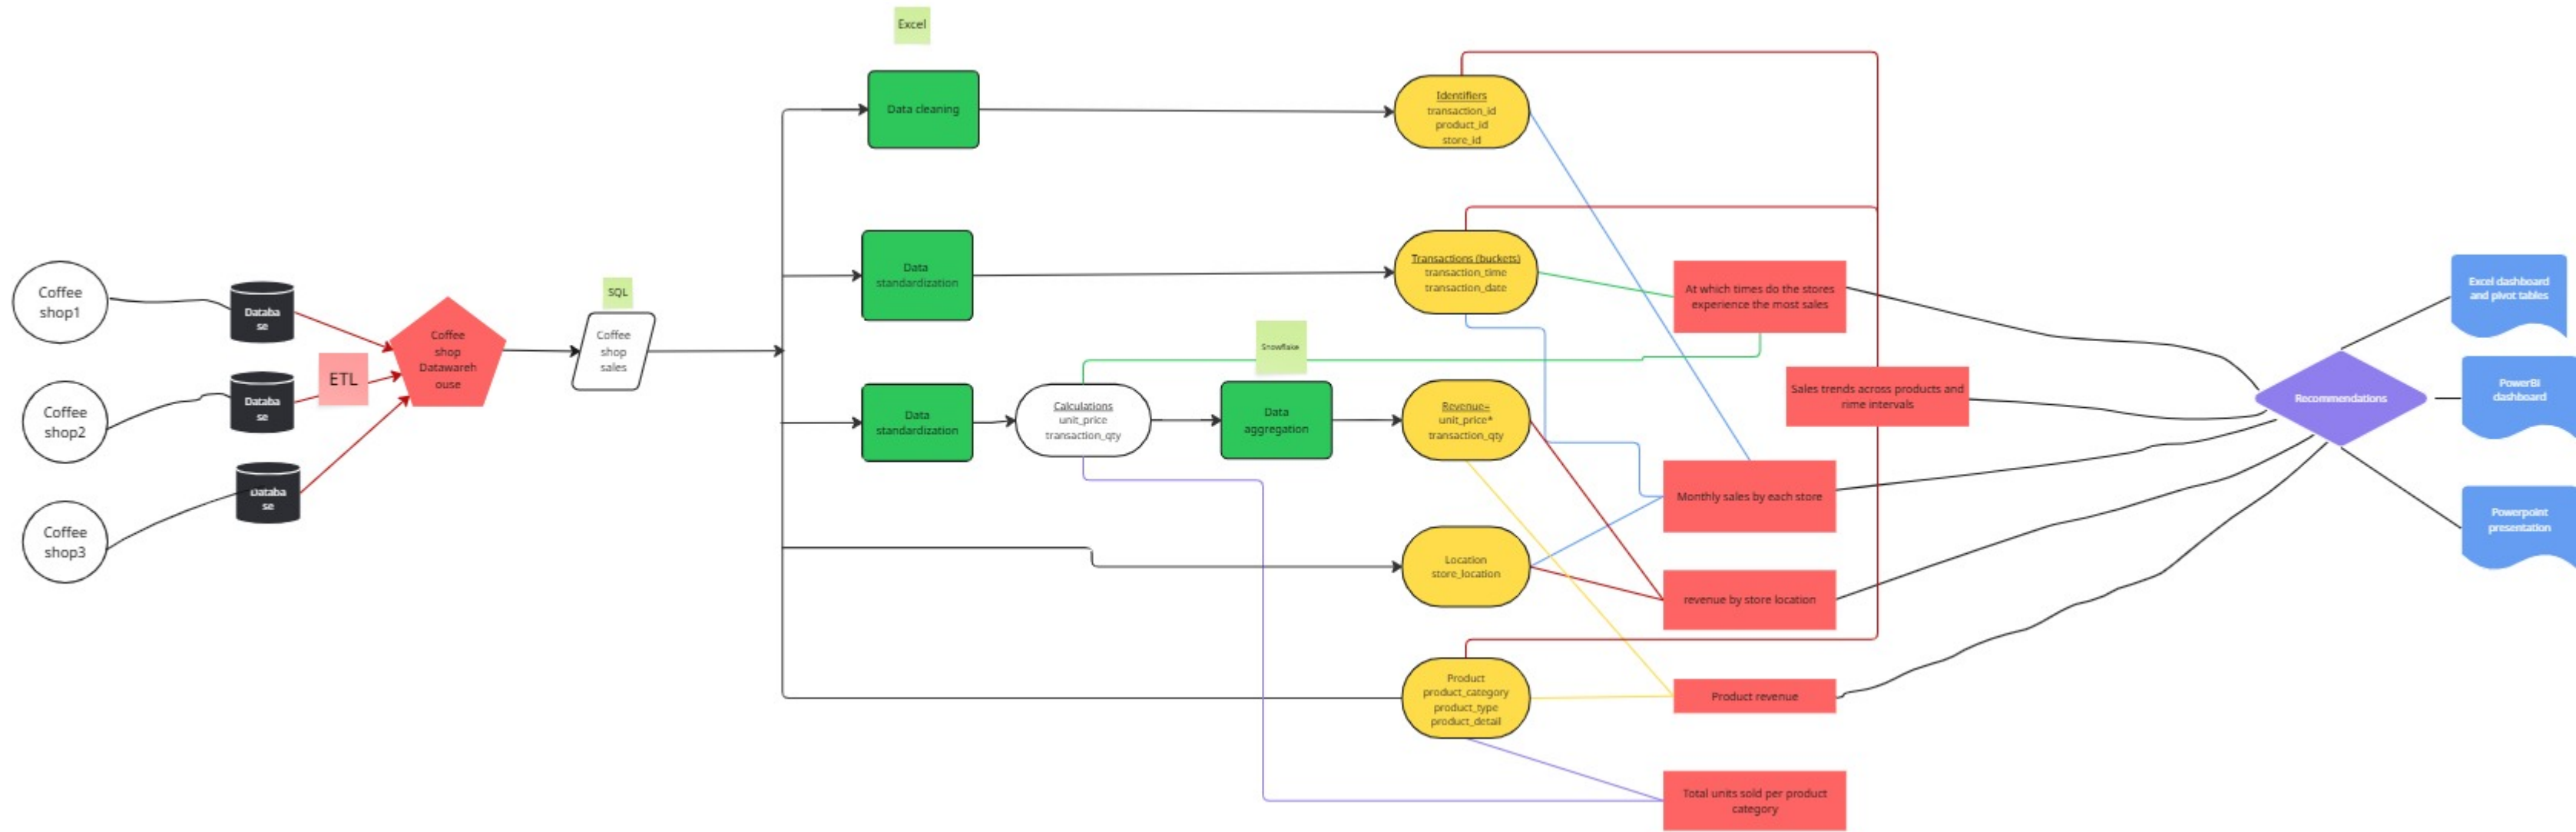 Excel
Data cleaning
Identifiers
transaction_id
product_id
store_id
Coffee
shop1
Databa
se
Coffee
shop2
Databa
se
Coffee
shop3
Databa
se
ETL
Coffee
shop
Datawareh
ouse
SQL
Coffee
shop
sales
Data
standardization
Transactions (buckets)
transaction_time
transaction_date
At which times do the stores
experience the most sales
Snowflake
Data
standardization
Calculations
unit_price
transaction_qty
Data
aggregation
Revenue=
unit_price*
transaction_qty
Sales trends across products and
rime intervals
Monthly sales by each store
Location
store_location
revenue by store location
Product
product_category
product_type
product_detail
Product revenue
Total units sold per product
category
Recommendations
Excel dashboard
and pivot tables
PowerBI
dashboard
Powerpoint
presentation